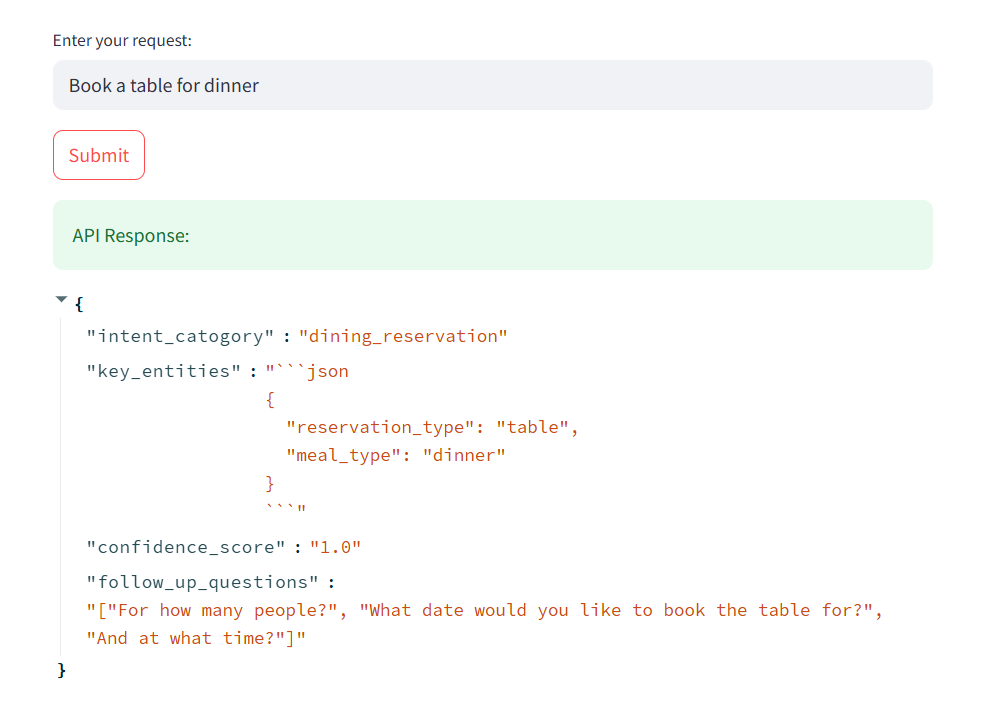 Enter your request:
Book a table for dinner
Submit
API Response:
{
"intent_catogory" : "dining_reservation"
"key_entities" : "```json
{
"reservation_type": "table",
"meal_type": "dinner"
}
```"
"confidence_score" : "1.0"
"follow_up_questions" :
"["For how many people?", "What date would you like to book the table for?",
"And at what time?"]"
}